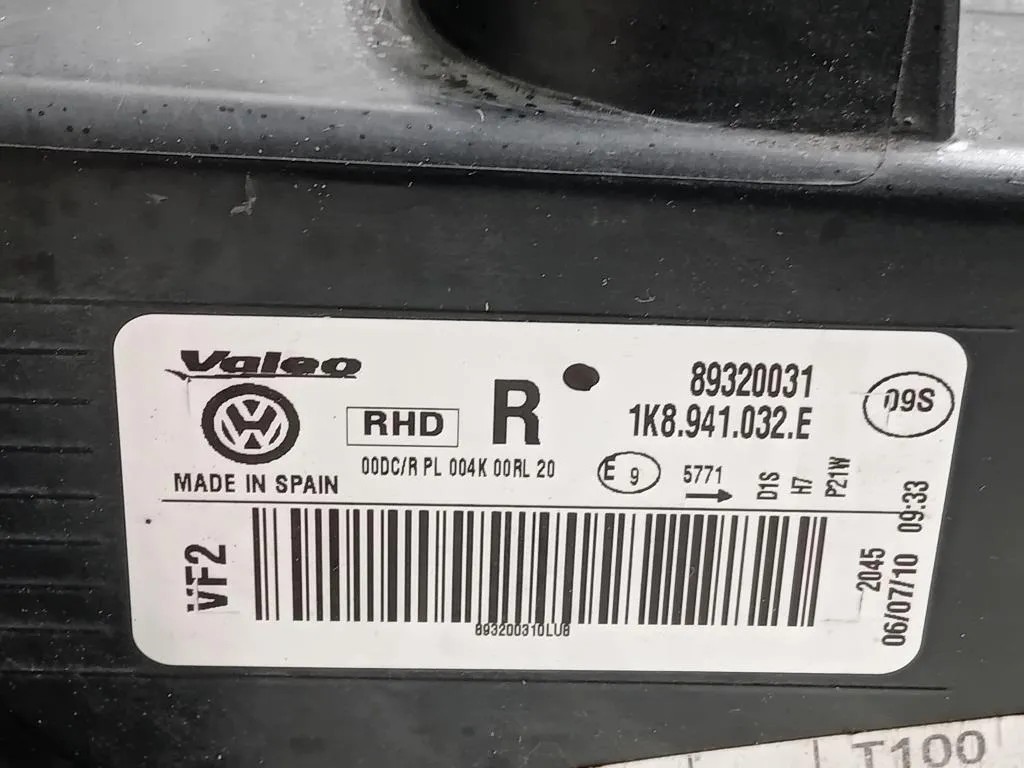 Valeo
RHD
R
89320031
1K8.941.032.E
09S
00DC/R PL 004K 00RL 20
E 9
5771
D1S
H7
P21W
MADE IN SPAIN
VF2
893200310LU8
2045
06/07/10 09:33
T100